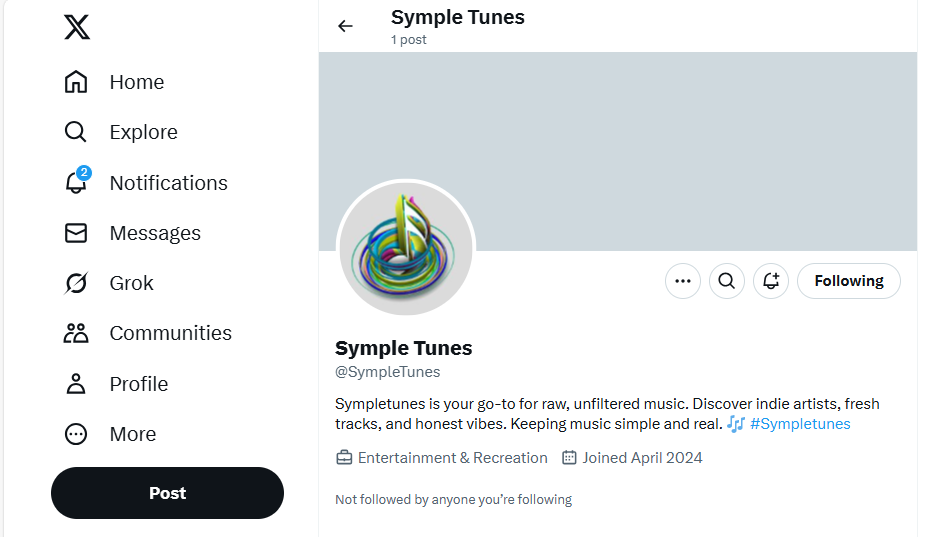 Home
Explore
2
Notifications
Messages
Grok
Communities
Profile
More
Post
Symple Tunes
1 post
Following
Symple Tunes
@SympleTunes
Sympletunes is your go-to for raw, unfiltered music. Discover indie artists, fresh
tracks, and honest vibes. Keeping music simple and real. 🎶 #Sympletunes
Entertainment & Recreation Joined April 2024
Not followed by anyone you’re following